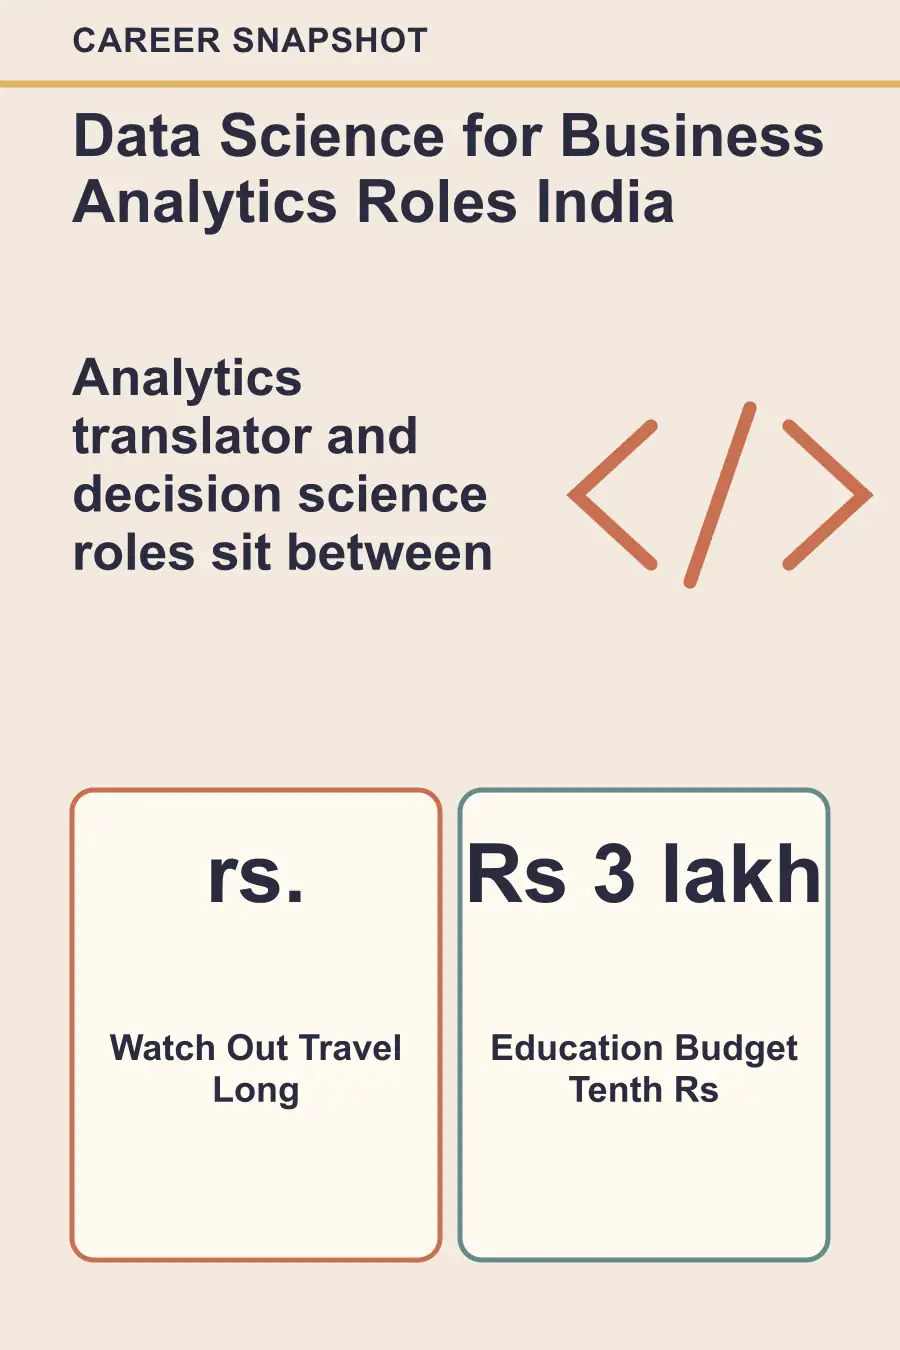 CAREER SNAPSHOT
Data Science for Business
Analytics Roles India
Analytics
translator and
decision science
roles sit between
rs.
Watch Out Travel
Long
Rs 3 lakh
Education Budget
Tenth Rs